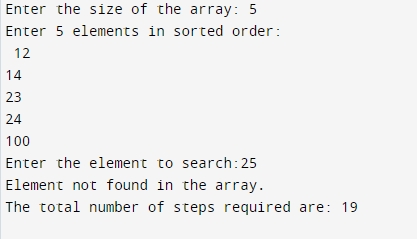 Enter the size of the array: 5
Enter 5 elements in sorted order:
12
14
23
24
100
Enter the element to search:25
Element not found in the array.
The total number of steps required are: 19